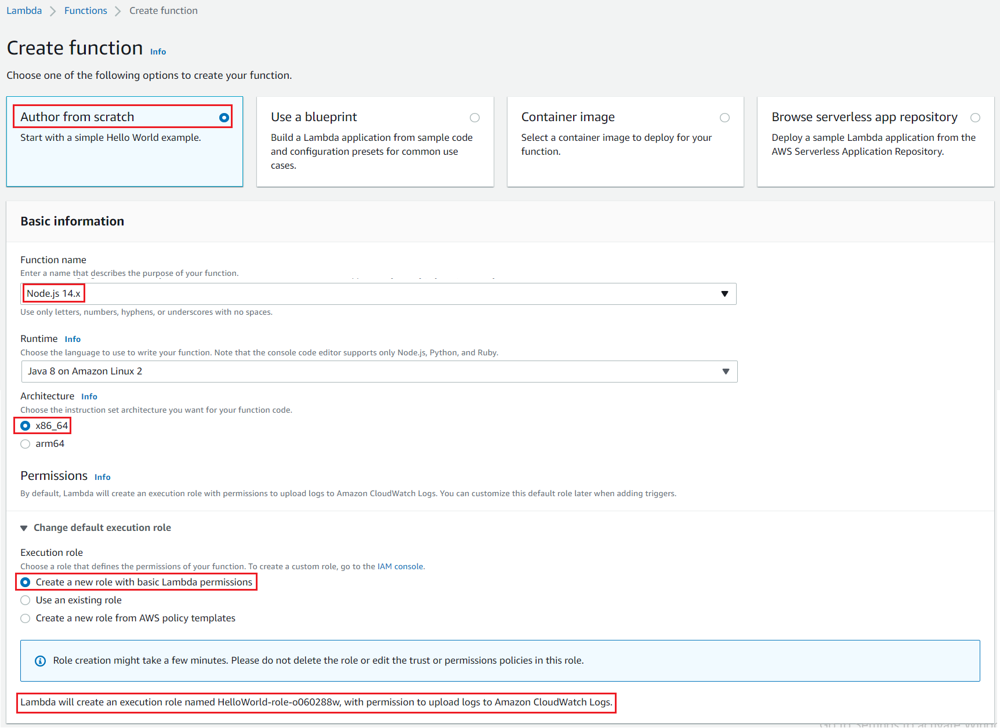 Lambda > Functions > Create function
Create function Info
Choose one of the following options to create your function.
Author from scratch
Start with a simple Hello World example.
Use a blueprint
Build a Lambda application from sample code
and configuration presets for common use
cases.
Container image
Select a container image to deploy for your
function.
Browse serverless app repository
Deploy a sample Lambda application from the
AWS Serverless Application Repository.
Basic information
Function name
Enter a name that describes the purpose of your function.
Node.js 14.x
Use only letters, numbers, hyphens, or underscores with no spaces.
Runtime Info
Choose the language to use to write your function. Note that the console code editor supports only Node.js, Python, and Ruby.
Java 8 on Amazon Linux 2
Architecture Info
Choose the instruction set architecture you want for your function code.
x86_64
arm64
Permissions Info
By default, Lambda will create an execution role with permissions to upload logs to Amazon CloudWatch Logs. You can customize this default role later when adding triggers.
Change default execution role
Execution role
Choose a role that defines the permissions of your function. To create a custom role, go to the IAM console.
Create a new role with basic Lambda permissions
Use an existing role
Create a new role from AWS policy templates
Role creation might take a few minutes. Please do not delete the role or edit the trust or permissions policies in this role.
Lambda will create an execution role named HelloWorld-role-o060288w, with permission to upload logs to Amazon CloudWatch Logs.
Go to Settings to activate